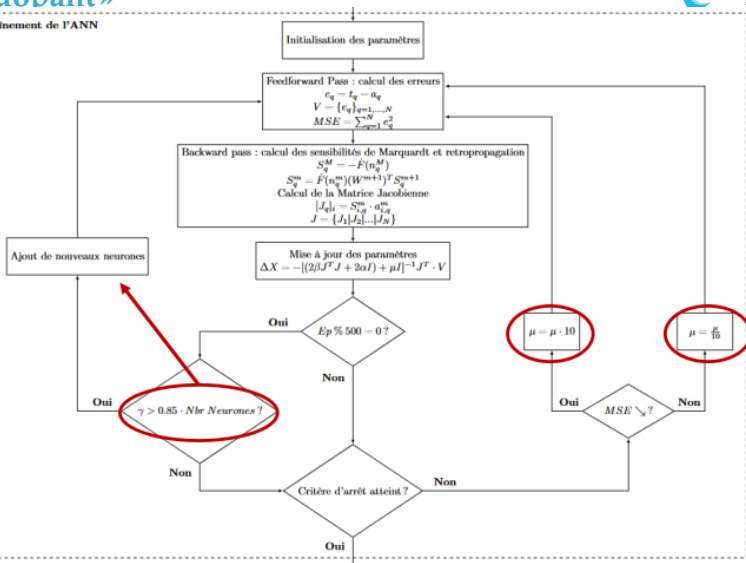 Initialisation des paramètres
Feedforward Pass : calcul des erreurs
e_q = t_q − a_q
V = {e_q}_{q=1,...,N}
MSE = ∑_{q=1}^{N} e_q^2
Backward pass : calcul des sensibilités de Marquardt et retropropagation
S_q^M = −Ḟ(n_q^M)
S_q^m = Ḟ(n_q^m)(W^{m+1})^T S_q^{m+1}
Calcul de la Matrice Jacobienne
[J_q]_i = S_{i,q}^m · a_{i,q}^m
J = {J_1|J_2|...|J_N}
Ajout de nouveaux neurones
Mise à jour des paramètres
ΔX = −[(2βJ^T J + 2αI) + μI]^{−1} J^T · V
Oui
Ep % 500 = 0 ?
Non
μ = μ · 10
μ = μ/10
Oui
γ > 0.85 · Nbr Neurones ?
Non
Oui
MSE ↘ ?
Non
Critère d'arrêt atteint ?
Non
Oui